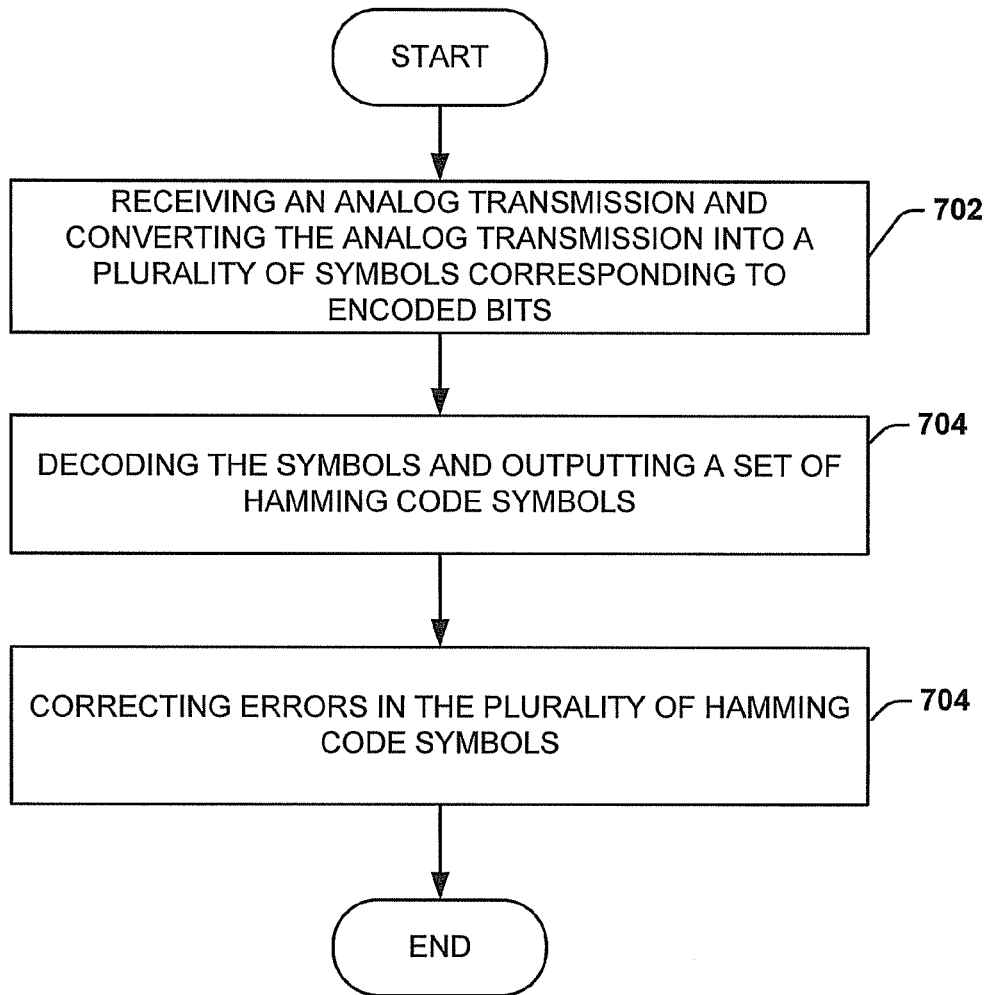 START
RECEIVING AN ANALOG TRANSMISSION AND
CONVERTING THE ANALOG TRANSMISSION INTO A
PLURALITY OF SYMBOLS CORRESPONDING TO
ENCODED BITS
702
DECODING THE SYMBOLS AND OUTPUTTING A SET OF
HAMMING CODE SYMBOLS
704
CORRECTING ERRORS IN THE PLURALITY OF HAMMING
CODE SYMBOLS
704
END